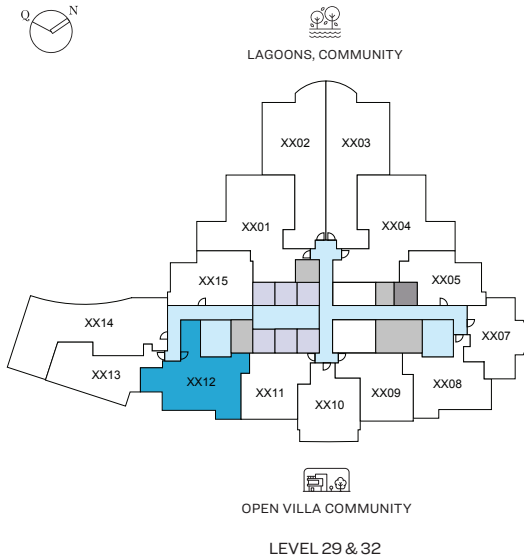 Q N
LAGOONS, COMMUNITY
XX02 XX03
XX01 XX04
XX15 XX05
XX14 XX07
XX13 XX12 XX11 XX10 XX09 XX08
OPEN VILLA COMMUNITY
LEVEL 29 & 32